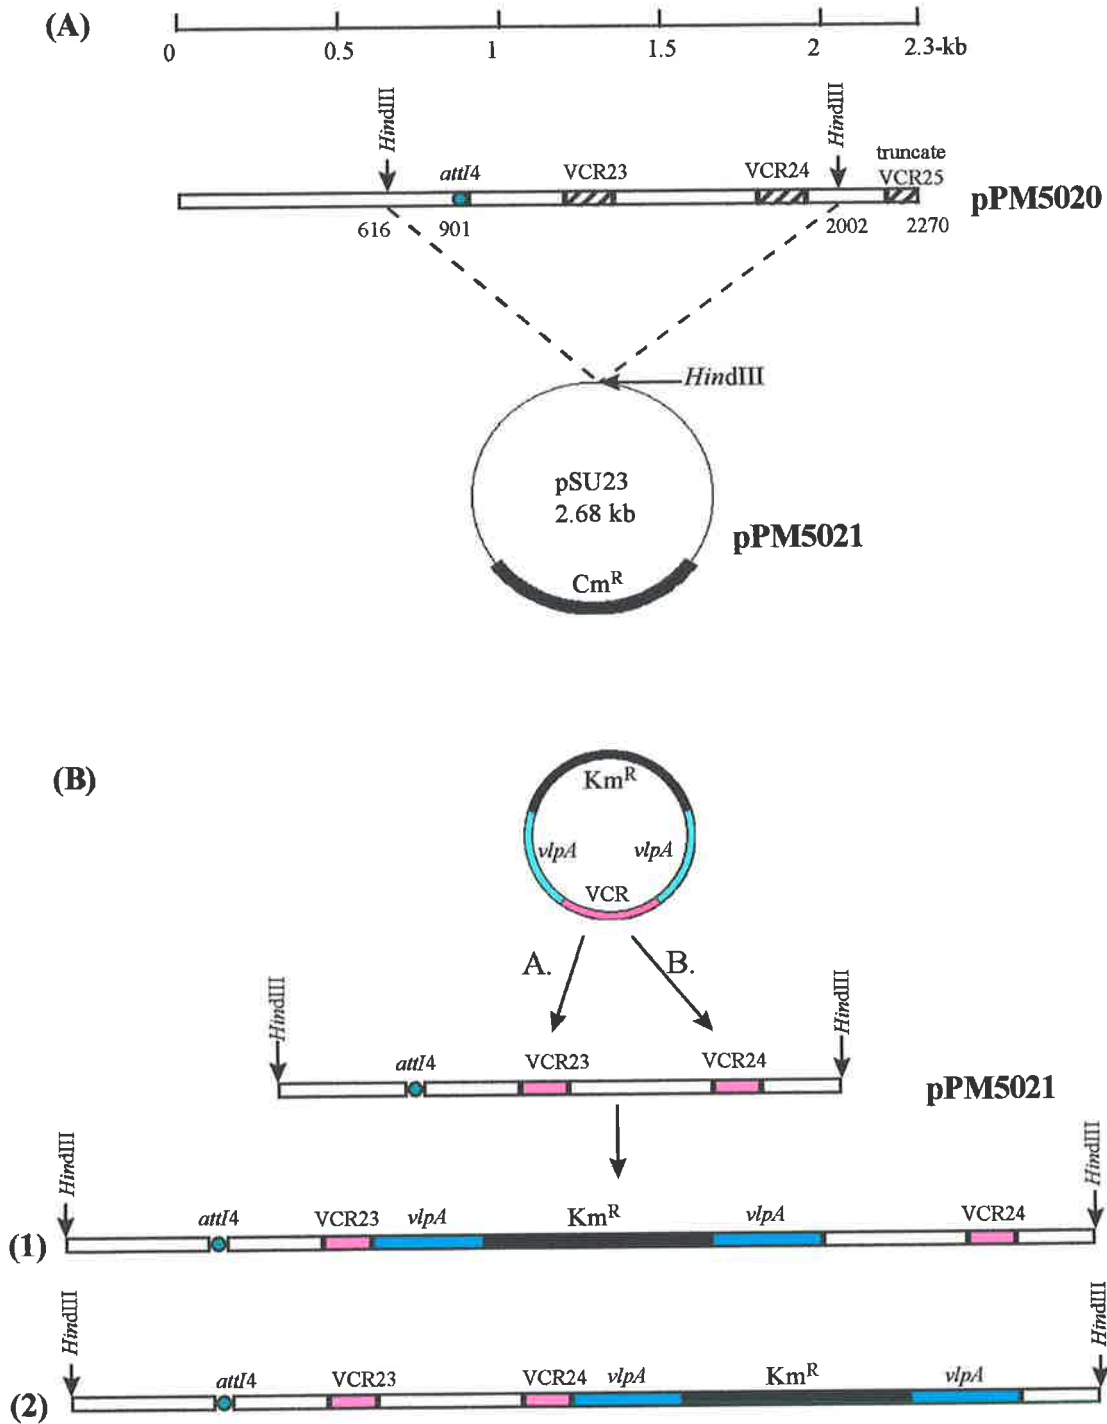 (A)
0 0.5 1 1.5 2 2.3-kb
HindIII HindIII
attI4 VCR23 VCR24 truncate
VCR25
pPM5020
616 901 2002 2270
HindIII
pSU23
2.68 kb
pPM5021
CmR
(B)
KmR
vlpA vlpA
VCR
A. B.
HindIII HindIII
attI4 VCR23 VCR24
pPM5021
HindIII HindIII
attI4 VCR23 vlpA KmR vlpA VCR24
(1)
HindIII HindIII
attI4 VCR23 VCR24 vlpA KmR vlpA
(2)